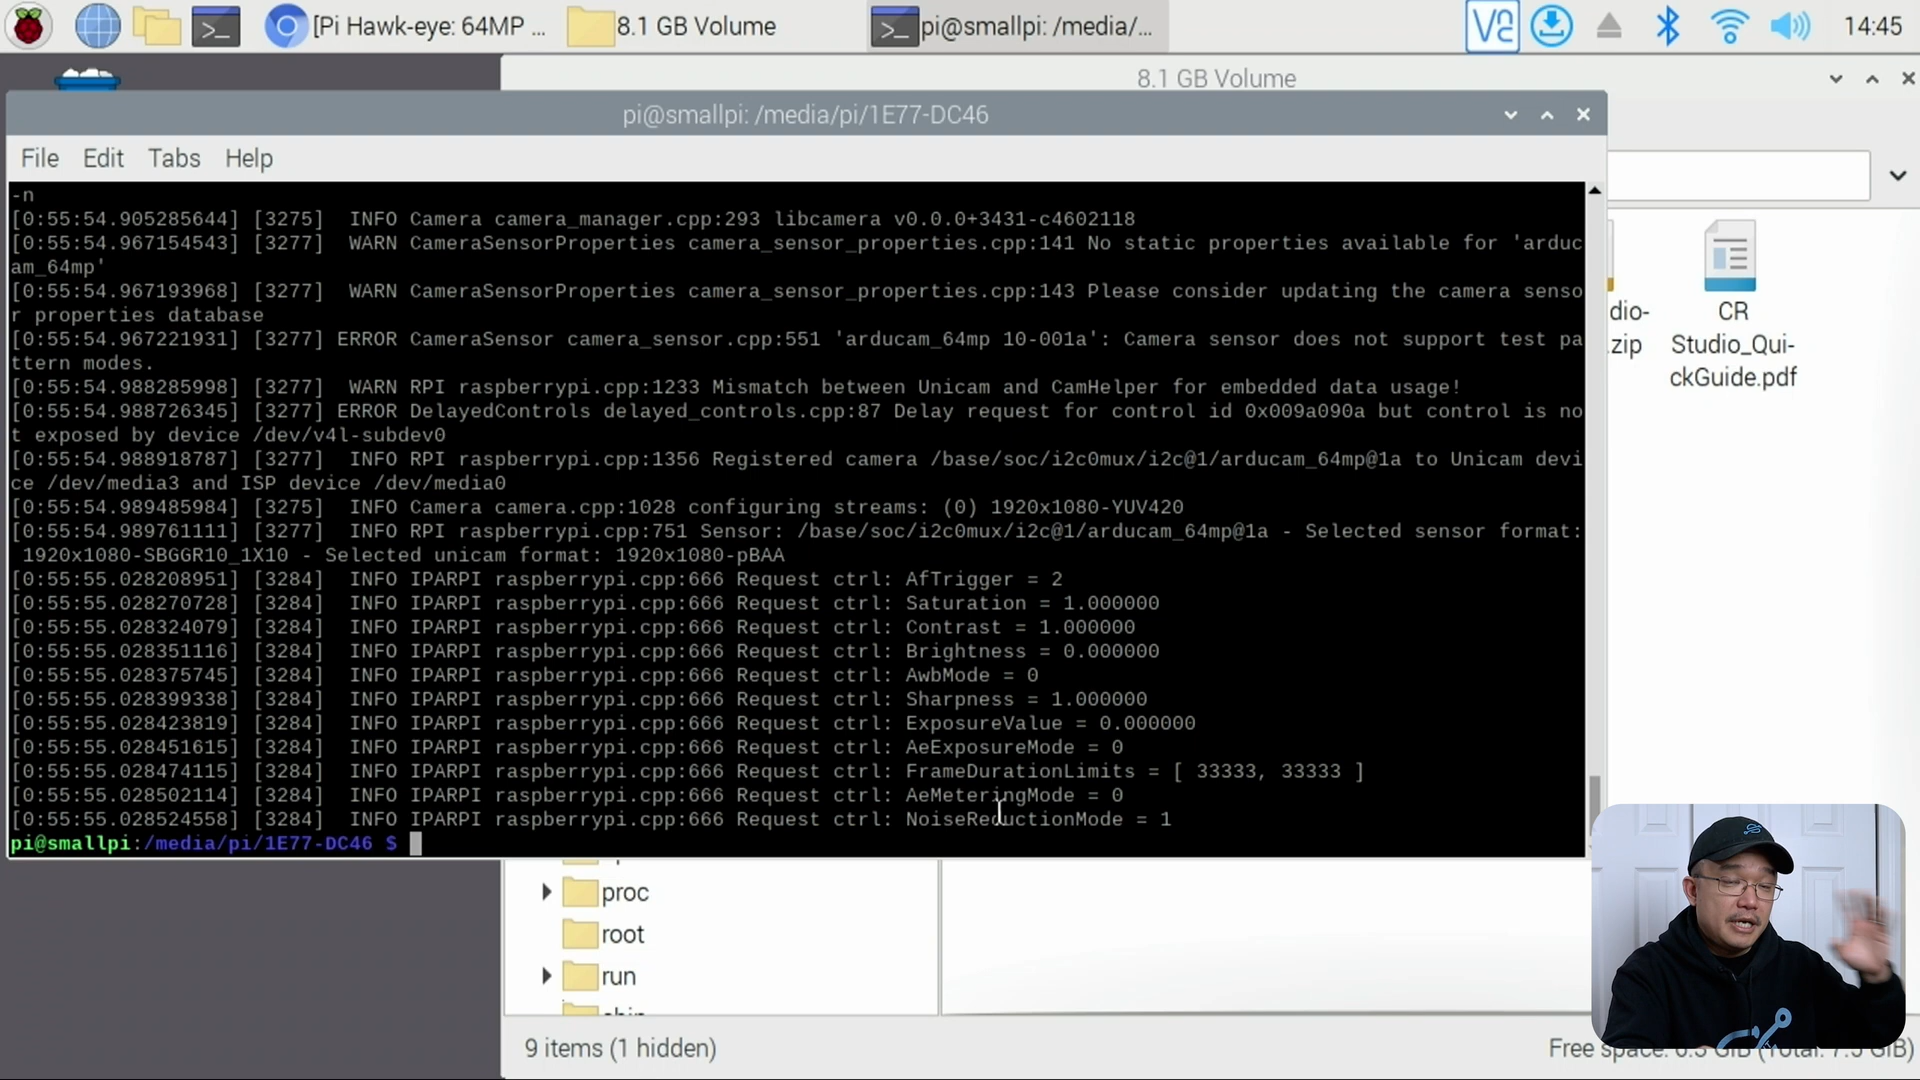 [Pi Hawk-eye: 64MP ...
8.1 GB Volume
pi@smallpi: /media/...
14:45
8.1 GB Volume
pi@smallpi: /media/pi/1E77-DC46
File Edit Tabs Help
-n
[0:55:54.905285644] [3275]  INFO Camera camera_manager.cpp:293 libcamera v0.0.0+3431-c4602118
[0:55:54.967154543] [3277]  WARN CameraSensorProperties camera_sensor_properties.cpp:141 No static properties available for 'arduc
am_64mp'
[0:55:54.967193968] [3277]  WARN CameraSensorProperties camera_sensor_properties.cpp:143 Please consider updating the camera senso
r properties database
[0:55:54.967221931] [3277] ERROR CameraSensor camera_sensor.cpp:551 'arducam_64mp 10-001a': Camera sensor does not support test pa
ttern modes.
[0:55:54.988285998] [3277]  WARN RPI raspberrypi.cpp:1233 Mismatch between Unicam and CamHelper for embedded data usage!
[0:55:54.988726345] [3277] ERROR DelayedControls delayed_controls.cpp:87 Delay request for control id 0x009a090a but control is no
t exposed by device /dev/v4l-subdev0
[0:55:54.988918787] [3277]  INFO RPI raspberrypi.cpp:1356 Registered camera /base/soc/i2c0mux/i2c@1/arducam_64mp@1a to Unicam devi
ce /dev/media3 and ISP device /dev/media0
[0:55:54.989485984] [3275]  INFO Camera camera.cpp:1028 configuring streams: (0) 1920x1080-YUV420
[0:55:54.989761111] [3277]  INFO RPI raspberrypi.cpp:751 Sensor: /base/soc/i2c0mux/i2c@1/arducam_64mp@1a - Selected sensor format:
 1920x1080-SBGGR10_1X10 - Selected unicam format: 1920x1080-pBAA
[0:55:55.028208951] [3284]  INFO IPARPI raspberrypi.cpp:666 Request ctrl: AfTrigger = 2
[0:55:55.028270728] [3284]  INFO IPARPI raspberrypi.cpp:666 Request ctrl: Saturation = 1.000000
[0:55:55.028324079] [3284]  INFO IPARPI raspberrypi.cpp:666 Request ctrl: Contrast = 1.000000
[0:55:55.028351116] [3284]  INFO IPARPI raspberrypi.cpp:666 Request ctrl: Brightness = 0.000000
[0:55:55.028375745] [3284]  INFO IPARPI raspberrypi.cpp:666 Request ctrl: AwbMode = 0
[0:55:55.028399338] [3284]  INFO IPARPI raspberrypi.cpp:666 Request ctrl: Sharpness = 1.000000
[0:55:55.028423819] [3284]  INFO IPARPI raspberrypi.cpp:666 Request ctrl: ExposureValue = 0.000000
[0:55:55.028451615] [3284]  INFO IPARPI raspberrypi.cpp:666 Request ctrl: AeExposureMode = 0
[0:55:55.028474115] [3284]  INFO IPARPI raspberrypi.cpp:666 Request ctrl: FrameDurationLimits = [ 33333, 33333 ]
[0:55:55.028502114] [3284]  INFO IPARPI raspberrypi.cpp:666 Request ctrl: AeMeteringMode = 0
[0:55:55.028524558] [3284]  INFO IPARPI raspberrypi.cpp:666 Request ctrl: NoiseReductionMode = 1
pi@smallpi:/media/pi/1E77-DC46 $
dio-
.zip
CR
Studio_Qui-
ckGuide.pdf
proc
root
run
9 items (1 hidden)
Free space: